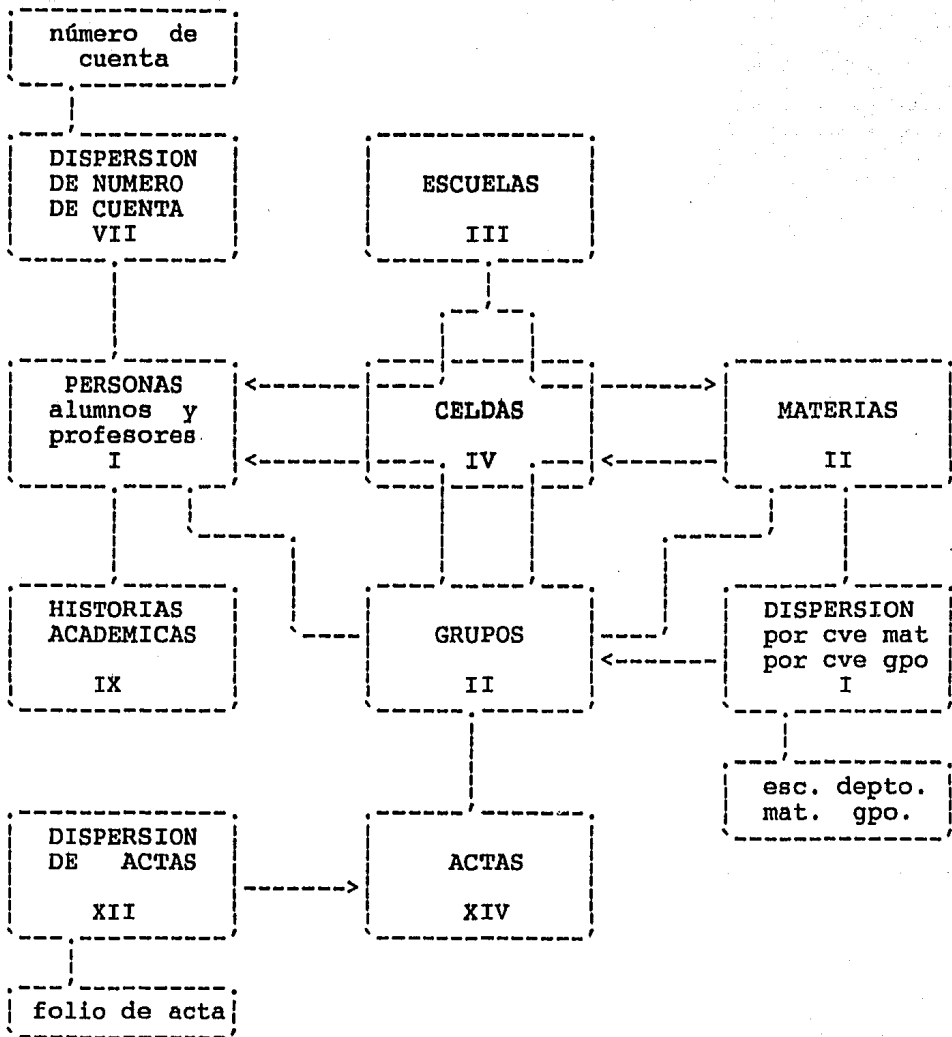 número de
cuenta
DISPERSION
DE NUMERO
DE CUENTA
VII
ESCUELAS
III
PERSONAS
alumnos y
profesores
I
CELDAS
IV
MATERIAS
II
HISTORIAS
ACADEMICAS
IX
GRUPOS
II
DISPERSION
por cve mat
por cve gpo
I
esc. depto.
mat. gpo.
DISPERSION
DE ACTAS
XII
ACTAS
XIV
folio de acta